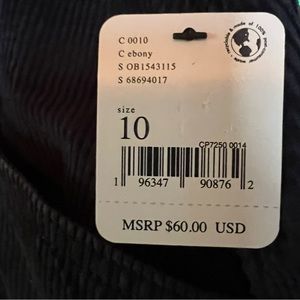 C 0010
C ebony
S OB1543115
S 68694017
size
10
CP7250 0014
1 96347 90876 2
MSRP $60.00 USD